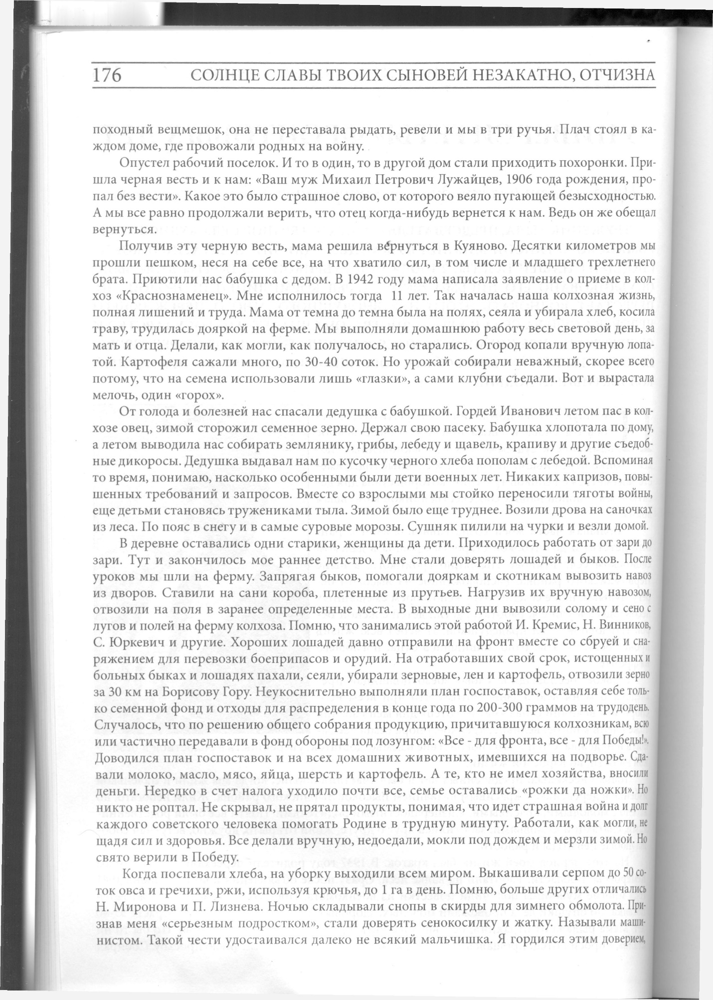 176 СОЛНЦЕ СЛАВЫ ТВОИХ СЫНОВЕЙ НЕЗАКАТНО, ОТЧИЗНА
походный вещмешок, она не переставала рыдать, ревели и мы в три ручья. Плач стоял в ка-
ждом доме, где провожали родных на войну.
Опустел рабочий поселок. И то в один, то в другой дом стали приходить похоронки. При-
шла черная весть и к нам: «Ваш муж Михаил Петрович Лужайцев, 1906 года рождения, про-
пал без вести». Какое это было страшное слово, от которого веяло пугающей безысходностью.
А мы все равно продолжали верить, что отец когда-нибудь вернется к нам. Ведь он же обещал
вернуться.
Получив эту черную весть, мама решила вернуться в Куяново. Десятки километров мы
прошли пешком, неся на себе все, на что хватило сил, в том числе и младшего трехлетнего
брата. Приютили нас бабушка с дедом. В 1942 году мама написала заявление о приеме в кол-
хоз «Краснознаменец». Мне исполнилось тогда 11 лет. Так началась наша колхозная жизнь,
полная лишений и труда. Мама от темна до темна была на полях, сеяла и убирала хлеб, косила
траву, трудилась дояркой на ферме. Мы выполняли домашнюю работу весь световой день, за
мать и отца. Делали, как могли, как получалось, но старались. Огород копали вручную лопа-
той. Картофеля сажали много, по 30-40 соток. Но урожай собирали неважный, скорее всего
потому, что на семена использовали лишь «глазки», а сами клубни съедали. Вот и вырастала
мелочь, один «горох».
От голода и болезней нас спасали дедушка с бабушкой. Гордей Иванович летом пас в кол-
хозе овец, зимой сторожил семенное зерно. Держал свою пасеку. Бабушка хлопотала по дому,
а летом выводила нас собирать землянику, грибы, лебеду и щавель, крапиву и другие съедоб-
ные дикоросы. Дедушка выдавал нам по кусочку черного хлеба пополам с лебедой. Вспоминая
то время, понимаю, насколько особенными были дети военных лет. Никаких капризов, повы-
шенных требований и запросов. Вместе со взрослыми мы стойко переносили тяготы войны,
еще детьми становясь тружениками тыла. Зимой было еще труднее. Возили дрова на саночках
из леса. По пояс в снегу и в самые суровые морозы. Сушняк пилили на чурки и везли домой.
В деревне оставались одни старики, женщины да дети. Приходилось работать от зари до
зари. Тут и закончилось мое раннее детство. Мне стали доверять лошадей и быков. После
уроков мы шли на ферму. Запрягая быков, помогали дояркам и скотникам вывозить навоз
из дворов. Ставили на сани короба, плетенные из прутьев. Нагрузив их вручную навозом,
отвозили на поля в заранее определенные места. В выходные дни вывозили солому и сено с
лугов и полей на ферму колхоза. Помню, что занимались этой работой И. Кремис, Н. Винников,
С. Юркевич и другие. Хороших лошадей давно отправили на фронт вместе со сбруей и сна-
ряжением для перевозки боеприпасов и орудий. На отработавших свой срок, истощенных и
больных быках и лошадях пахали, сеяли, убирали зерновые, лен и картофель, отвозили зерно
за 30 км на Борисову Гору. Неукоснительно выполняли план госпоставок, оставляя себе толь-
ко семенной фонд и отходы для распределения в конце года по 200-300 граммов на трудодень.
Случалось, что по решению общего собрания продукцию, причитавшуюся колхозникам, всю
или частично передавали в фонд обороны под лозунгом: «Все - для фронта, все - для Победы!».
Доводился план госпоставок и на всех домашних животных, имевшихся на подворье. Сда-
вали молоко, масло, мясо, яйца, шерсть и картофель. А те, кто не имел хозяйства, вносили
деньги. Нередко в счет налога уходило почти все, семье оставались «рожки да ножки». Но
никто не роптал. Не скрывал, не прятал продукты, понимая, что идет страшная война и долг
каждого советского человека помогать Родине в трудную минуту. Работали, как могли, не
щадя сил и здоровья. Все делали вручную, недоедали, мокли под дождем и мерзли зимой. Но
свято верили в Победу.
Когда поспевали хлеба, на уборку выходили всем миром. Выкашивали серпом до 50 со-
ток овса и гречихи, ржи, используя крючья, до 1 га в день. Помню, больше других отличались
Н. Миронова и П. Лизнева. Ночью складывали снопы в скирды для зимнего обмолота. При-
знав меня «серьезным подростком», стали доверять сенокосилку и жатку. Называли маши-
нистом. Такой чести удостаивался далеко не всякий мальчишка. Я гордился этим доверием,